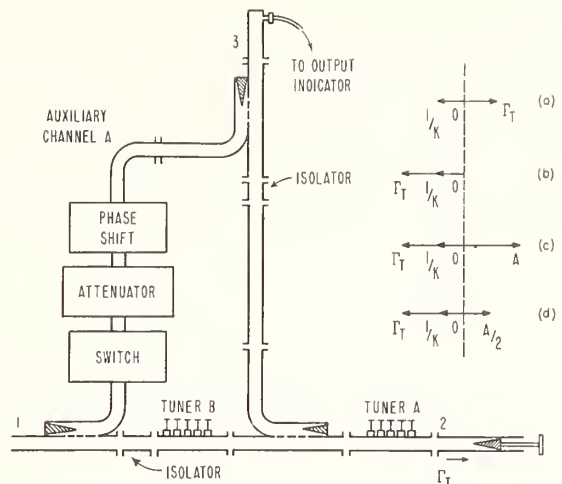 3
TO OUTPUT
INDICATOR
AUXILIARY
CHANNEL A
ISOLATOR
PHASE
SHIFT
ATTENUATOR
SWITCH
1
TUNER B
TUNER A
2
ISOLATOR
Γ_T
1/K 0 Γ_T (a)
Γ_T 1/K 0 (b)
Γ_T 1/K 0 A (c)
Γ_T 1/K 0 A/2 (d)